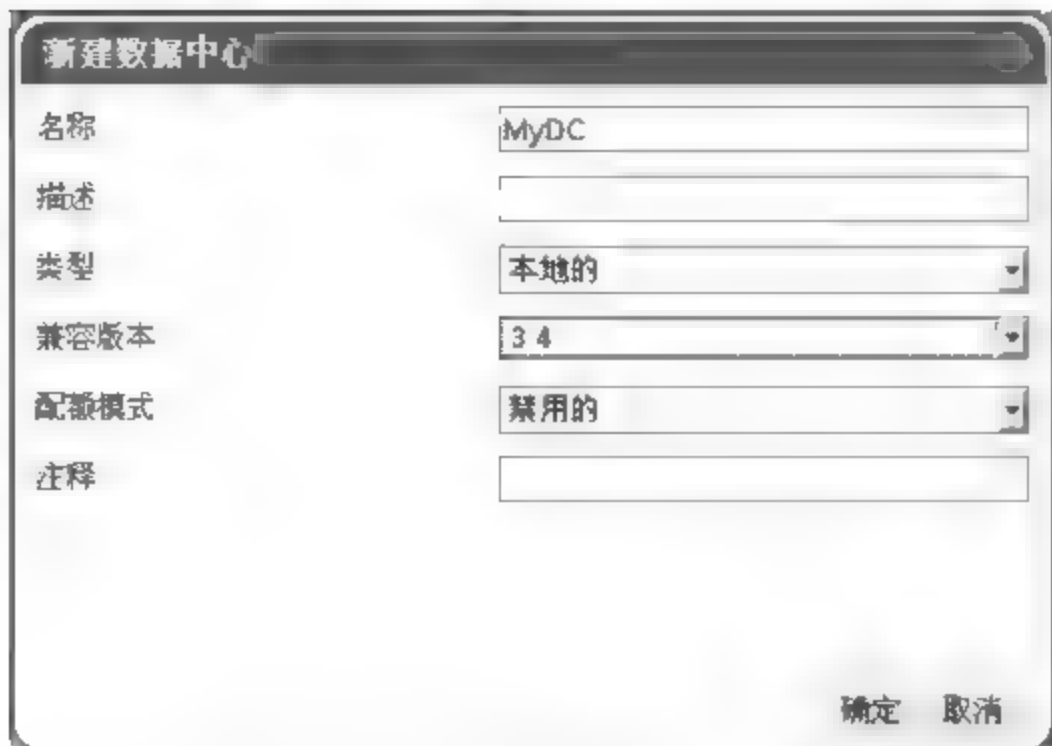 新建数据中心
名称 MyDC
描述
类型 本地的
兼容版本 3 4
配额模式 禁用的
注释
确定 取消